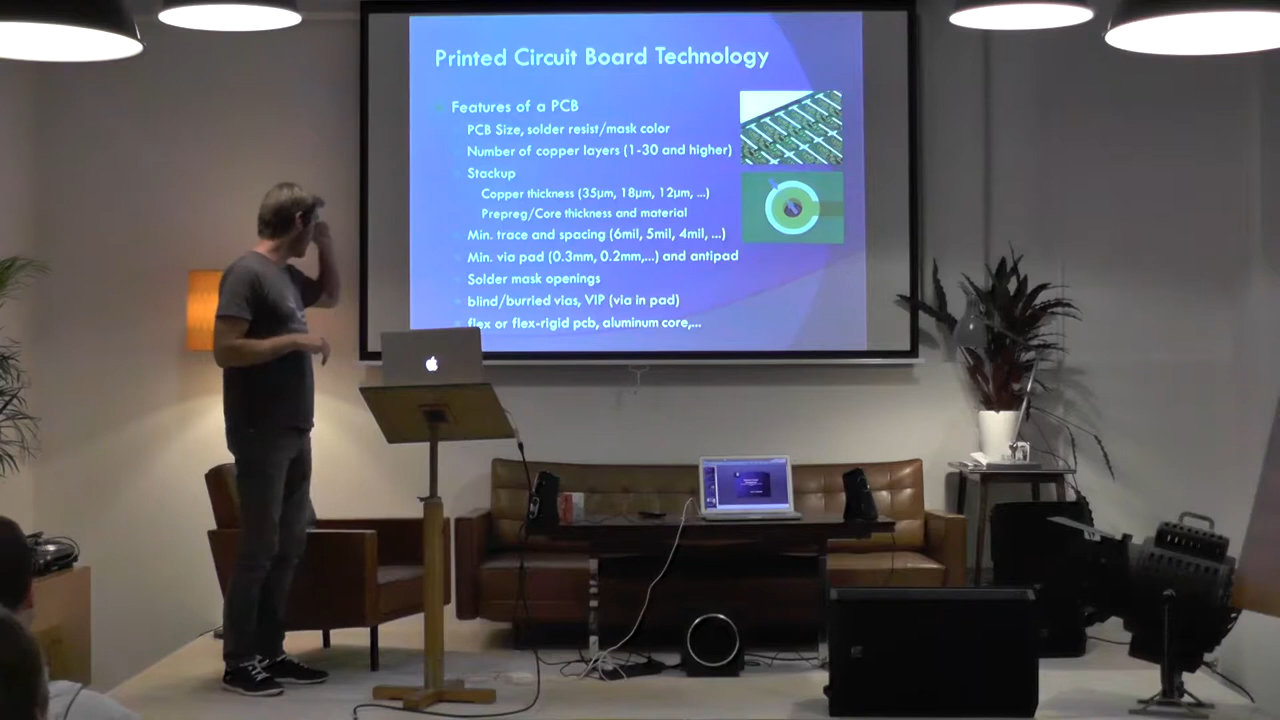 Printed Circuit Board Technology
Features of a PCB
PCB Size, solder resist/mask color
Number of copper layers (1-30 and higher)
Stackup
Copper thickness (35µm, 18µm, 12µm, ...)
Prepreg/Core thickness and material
Min. trace and spacing (6mil, 5mil, 4mil, ...)
Min. via pad (0.3mm, 0.2mm,...) and antipad
Solder mask openings
blind/burried vias, VIP (via in pad)
flex or flex-rigid pcb, aluminum core,...